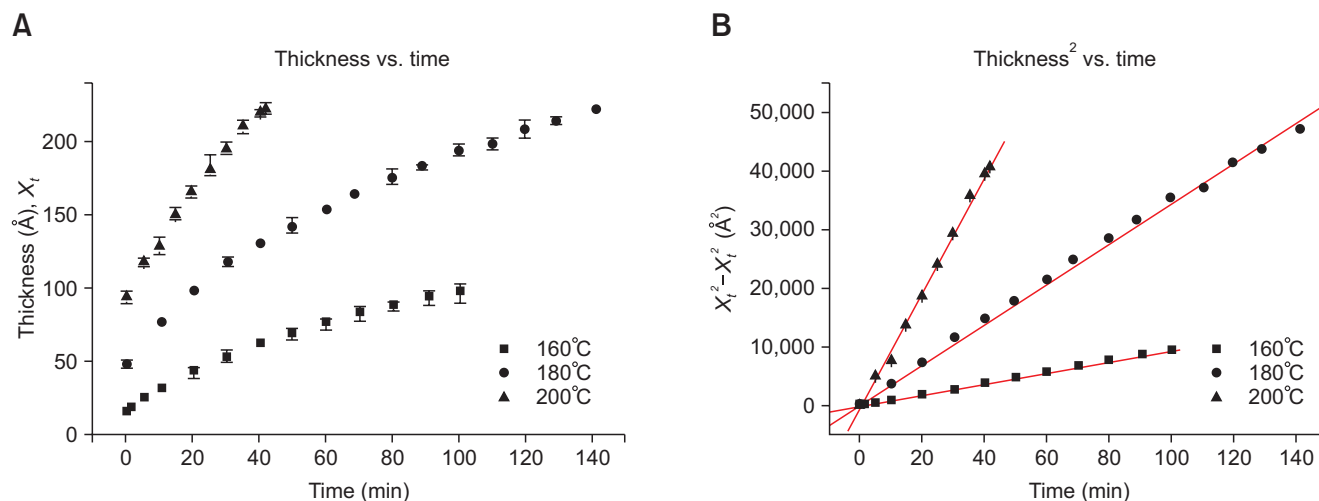 A
Thickness vs. time
Thickness (Å), Xₜ
200
150
100
50
0
0 20 40 60 80 100 120 140
Time (min)
160°C
180°C
200°C
B
Thickness² vs. time
Xₜ²−Xₜ² (Å²)
50,000
40,000
30,000
20,000
10,000
0
0 20 40 60 80 100 120 140
Time (min)
160°C
180°C
200°C